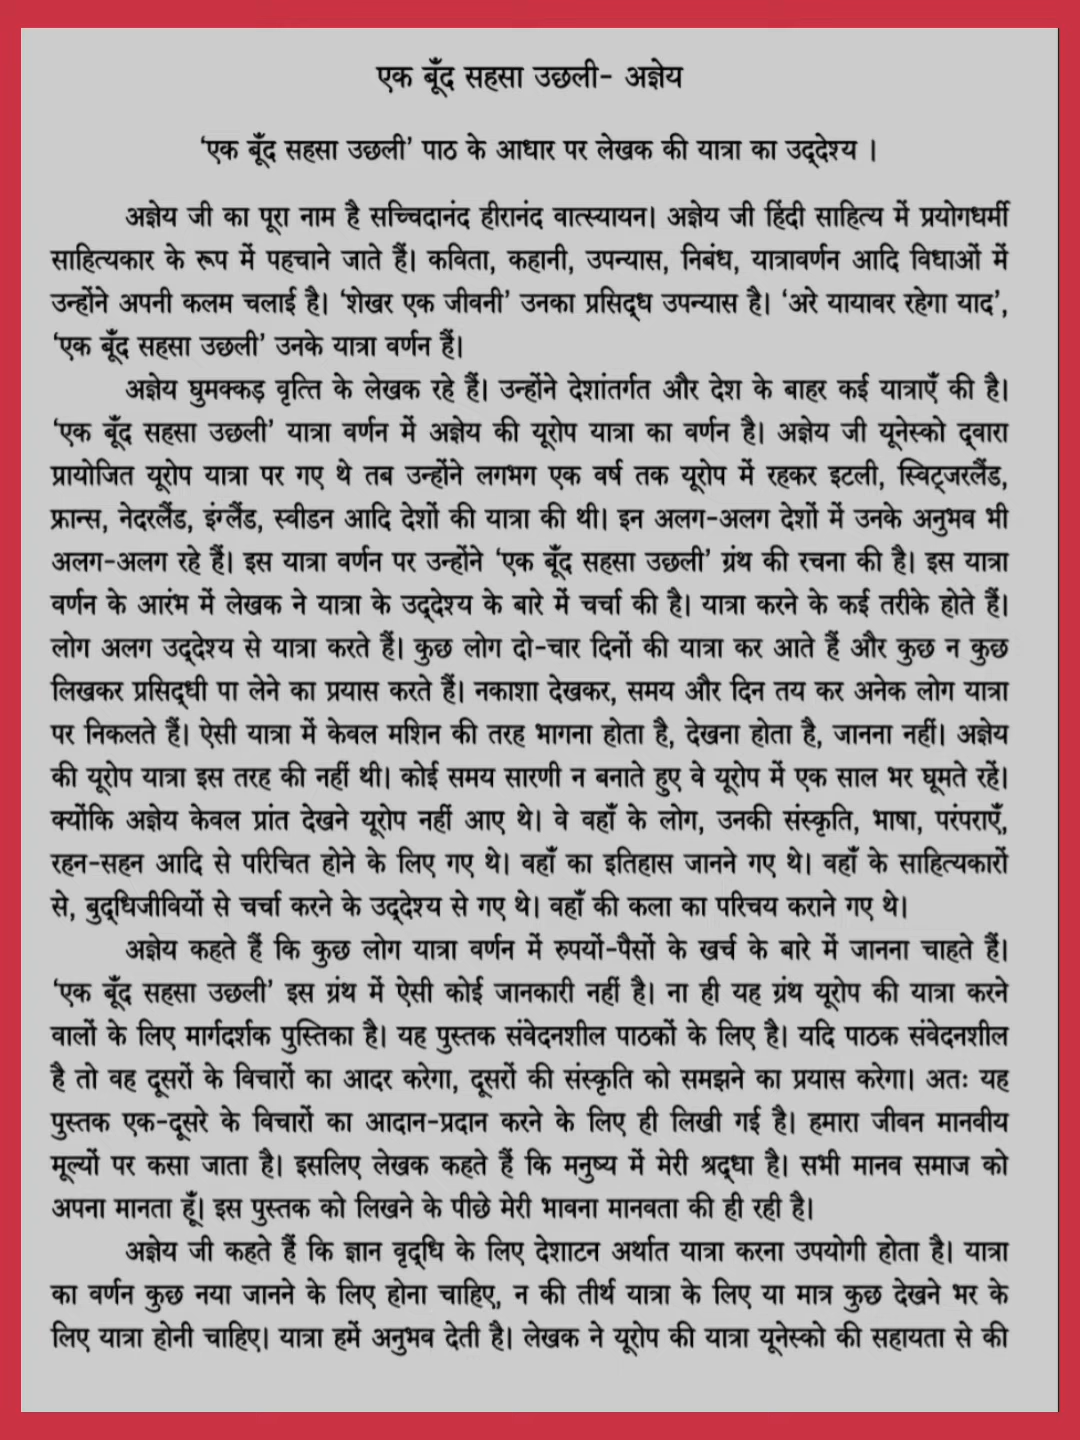 एक बूँद सहसा उछली- अज्ञेय
‘एक बूँद सहसा उछली’ पाठ के आधार पर लेखक की यात्रा का उद्देश्य ।
अज्ञेय जी का पूरा नाम है सच्चिदानंद हीरानंद वात्स्यायन। अज्ञेय जी हिंदी साहित्य में प्रयोगधर्मी
साहित्यकार के रूप में पहचाने जाते हैं। कविता, कहानी, उपन्यास, निबंध, यात्रावर्णन आदि विधाओं में
उन्होंने अपनी कलम चलाई है। ‘शेखर एक जीवनी’ उनका प्रसिद्ध उपन्यास है। ‘अरे यायावर रहेगा याद’,
‘एक बूँद सहसा उछली’ उनके यात्रा वर्णन हैं।
अज्ञेय घुमक्कड़ वृत्ति के लेखक रहे हैं। उन्होंने देशांतर्गत और देश के बाहर कई यात्राएँ की है।
‘एक बूँद सहसा उछली’ यात्रा वर्णन में अज्ञेय की यूरोप यात्रा का वर्णन है। अज्ञेय जी यूनेस्को द्वारा
प्रायोजित यूरोप यात्रा पर गए थे तब उन्होंने लगभग एक वर्ष तक यूरोप में रहकर इटली, स्विट्जरलैंड,
फ्रान्स, नेदरलैंड, इंग्लैंड, स्वीडन आदि देशों की यात्रा की थी। इन अलग-अलग देशों में उनके अनुभव भी
अलग-अलग रहे हैं। इस यात्रा वर्णन पर उन्होंने ‘एक बूँद सहसा उछली’ ग्रंथ की रचना की है। इस यात्रा
वर्णन के आरंभ में लेखक ने यात्रा के उद्देश्य के बारे में चर्चा की है। यात्रा करने के कई तरीके होते हैं।
लोग अलग उद्देश्य से यात्रा करते हैं। कुछ लोग दो-चार दिनों की यात्रा कर आते हैं और कुछ न कुछ
लिखकर प्रसिद्धी पा लेने का प्रयास करते हैं। नकाशा देखकर, समय और दिन तय कर अनेक लोग यात्रा
पर निकलते हैं। ऐसी यात्रा में केवल मशिन की तरह भागना होता है, देखना होता है, जानना नहीं। अज्ञेय
की यूरोप यात्रा इस तरह की नहीं थी। कोई समय सारणी न बनाते हुए वे यूरोप में एक साल भर घूमते रहें।
क्योंकि अज्ञेय केवल प्रांत देखने यूरोप नहीं आए थे। वे वहाँ के लोग, उनकी संस्कृति, भाषा, परंपराएँ,
रहन-सहन आदि से परिचित होने के लिए गए थे। वहाँ का इतिहास जानने गए थे। वहाँ के साहित्यकारों
से, बुद्धिजीवियों से चर्चा करने के उद्देश्य से गए थे। वहाँ की कला का परिचय कराने गए थे।
अज्ञेय कहते हैं कि कुछ लोग यात्रा वर्णन में रुपयों-पैसों के खर्च के बारे में जानना चाहते हैं।
‘एक बूँद सहसा उछली’ इस ग्रंथ में ऐसी कोई जानकारी नहीं है। ना ही यह ग्रंथ यूरोप की यात्रा करने
वालों के लिए मार्गदर्शक पुस्तिका है। यह पुस्तक संवेदनशील पाठकों के लिए है। यदि पाठक संवेदनशील
है तो वह दूसरों के विचारों का आदर करेगा, दूसरों की संस्कृति को समझने का प्रयास करेगा। अतः यह
पुस्तक एक-दूसरे के विचारों का आदान-प्रदान करने के लिए ही लिखी गई है। हमारा जीवन मानवीय
मूल्यों पर कसा जाता है। इसलिए लेखक कहते हैं कि मनुष्य में मेरी श्रद्धा है। सभी मानव समाज को
अपना मानता हूँ। इस पुस्तक को लिखने के पीछे मेरी भावना मानवता की ही रही है।
अज्ञेय जी कहते हैं कि ज्ञान वृद्धि के लिए देशाटन अर्थात यात्रा करना उपयोगी होता है। यात्रा
का वर्णन कुछ नया जानने के लिए होना चाहिए, न की तीर्थ यात्रा के लिए या मात्र कुछ देखने भर के
लिए यात्रा होनी चाहिए। यात्रा हमें अनुभव देती है। लेखक ने यूरोप की यात्रा यूनेस्को की सहायता से की